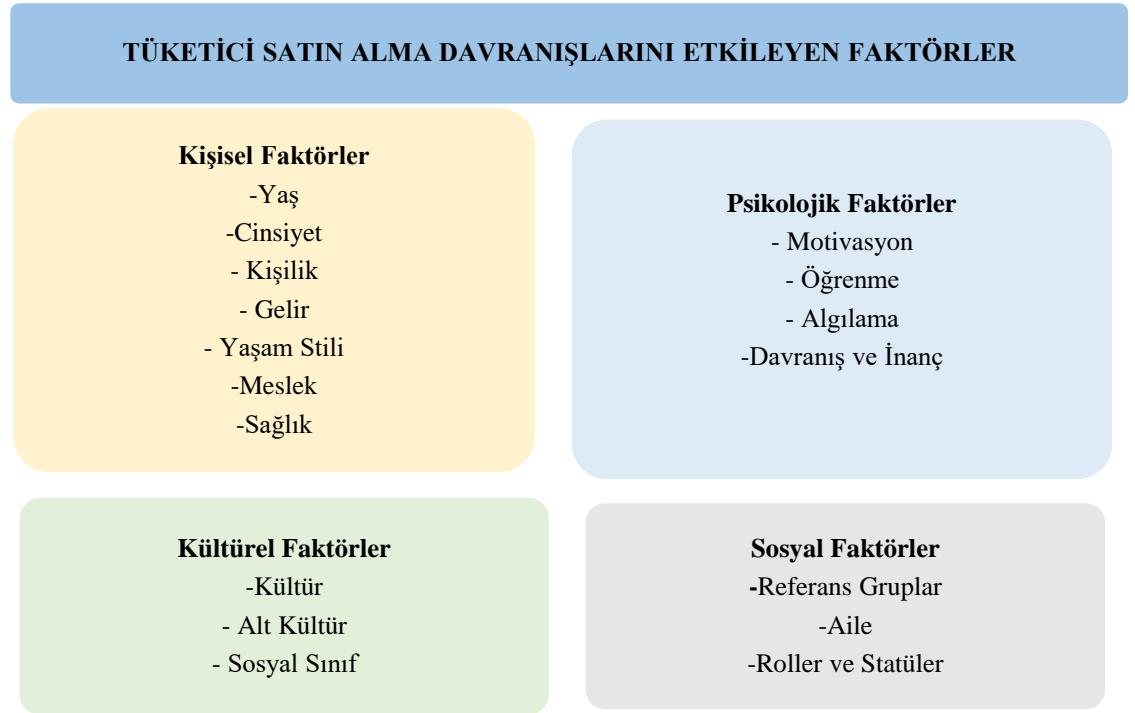 TÜKETİCİ SATIN ALMA DAVRANIŞLARINI ETKİLEYEN FAKTÖRLER
Kişisel Faktörler
-Yaş
-Cinsiyet
- Kişilik
- Gelir
- Yaşam Stili
-Meslek
-Sağlık
Psikolojik Faktörler
- Motivasyon
- Öğrenme
- Algılama
-Davranış ve İnanç
Kültürel Faktörler
-Kültür
- Alt Kültür
- Sosyal Sınıf
Sosyal Faktörler
-Referans Gruplar
-Aile
-Roller ve Statüler